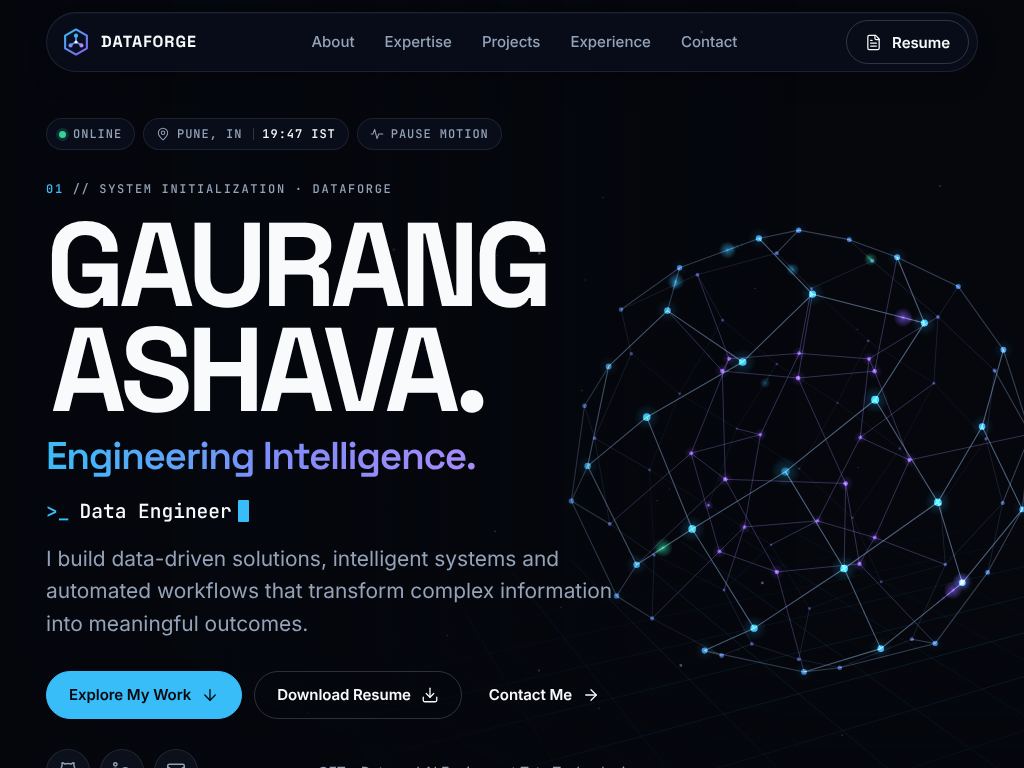 DATAFORGE
About
Expertise
Projects
Experience
Contact
Resume
ONLINE
PUNE, IN
19:47 IST
PAUSE MOTION
01 // SYSTEM INITIALIZATION · DATAFORGE
GAURANG
ASHAVA.
Engineering Intelligence.
>_ Data Engineer
I build data-driven solutions, intelligent systems and
automated workflows that transform complex information
into meaningful outcomes.
Explore My Work
Download Resume
Contact Me